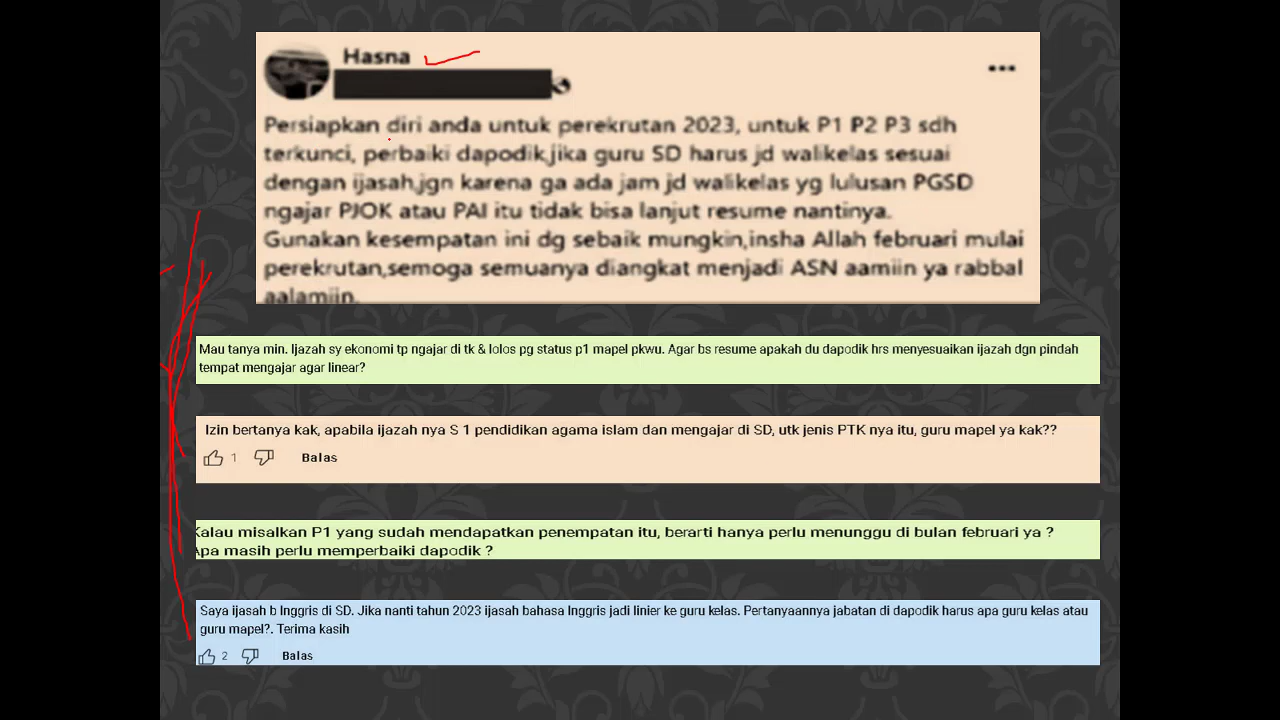 Hasna
Persiapkan diri anda untuk perekrutan 2023, untuk P1 P2 P3 sdh
terkunci, perbaiki dapodik,jika guru SD harus jd walikelas sesuai
dengan ijasah,jgn karena ga ada jam jd walikelas yg lulusan PGSD
ngajar PJOK atau PAI itu tidak bisa lanjut resume nantinya.
Gunakan kesempatan ini dg sebaik mungkin,insha Allah februari mulai
perekrutan,semoga semuanya diangkat menjadi ASN aamiin ya rabbal
aalamiin.
Mau tanya min. Ijazah sy ekonomi tp ngajar di tk & lolos pg status p1 mapel pkwu. Agar bs resume apakah du dapodik hrs menyesuaikan ijazah dgn pindah
tempat mengajar agar linear?
Izin bertanya kak, apabila ijazah nya S 1 pendidikan agama islam dan mengajar di SD, utk jenis PTK nya itu, guru mapel ya kak??
1 Balas
Kalau misalkan P1 yang sudah mendapatkan penempatan itu, berarti hanya perlu menunggu di bulan februari ya ?
Apa masih perlu memperbaiki dapodik ?
Saya ijasah b Inggris di SD. Jika nanti tahun 2023 ijasah bahasa Inggris jadi linier ke guru kelas. Pertanyaannya jabatan di dapodik harus apa guru kelas atau
guru mapel?. Terima kasih
2 Balas